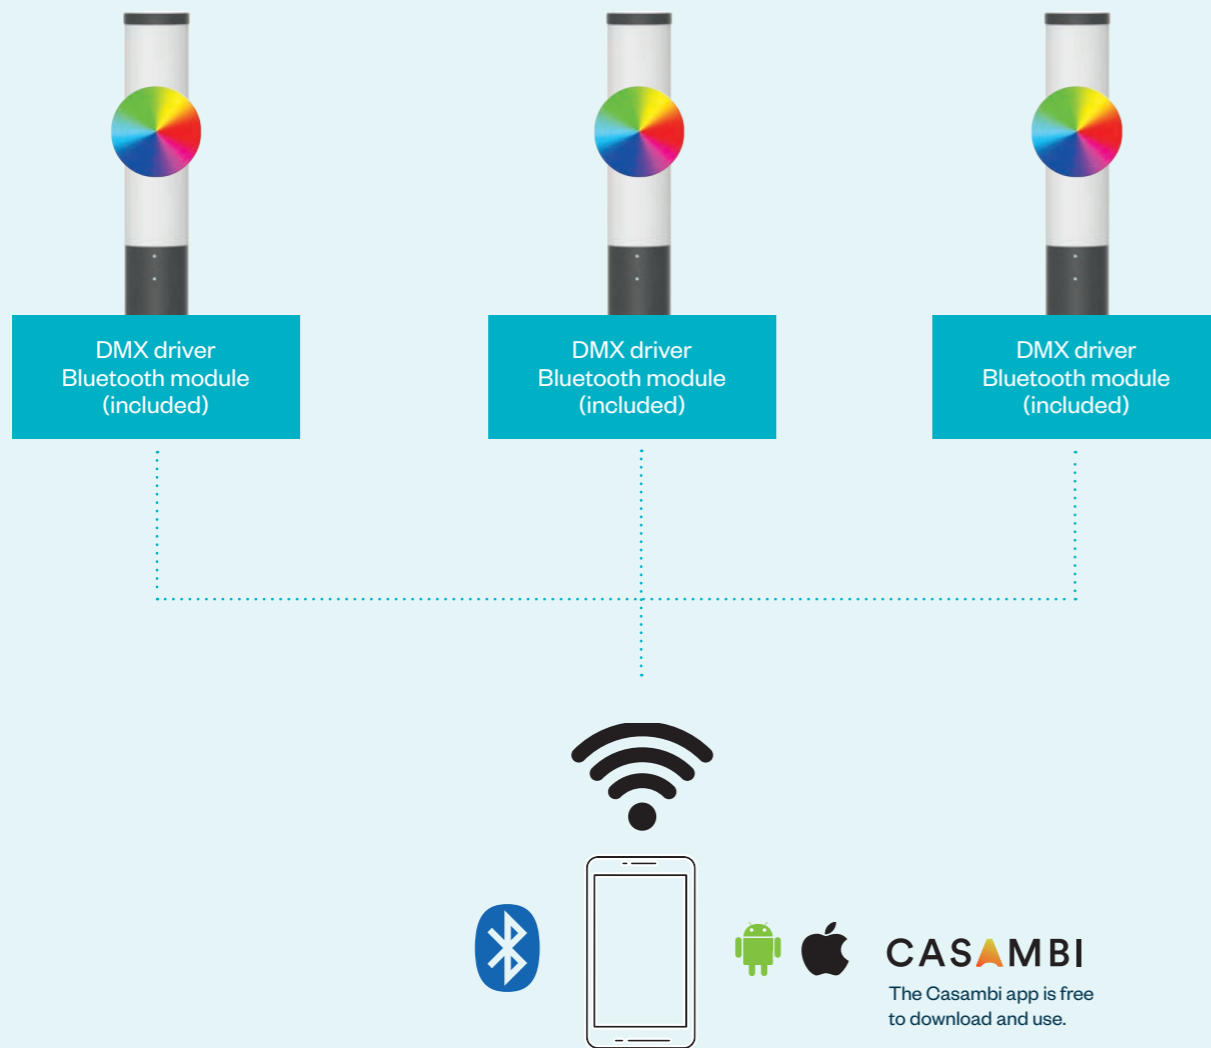 DMX driver
Bluetooth module
(included)
DMX driver
Bluetooth module
(included)
DMX driver
Bluetooth module
(included)
CASAMBI
The Casambi app is free
to download and use.